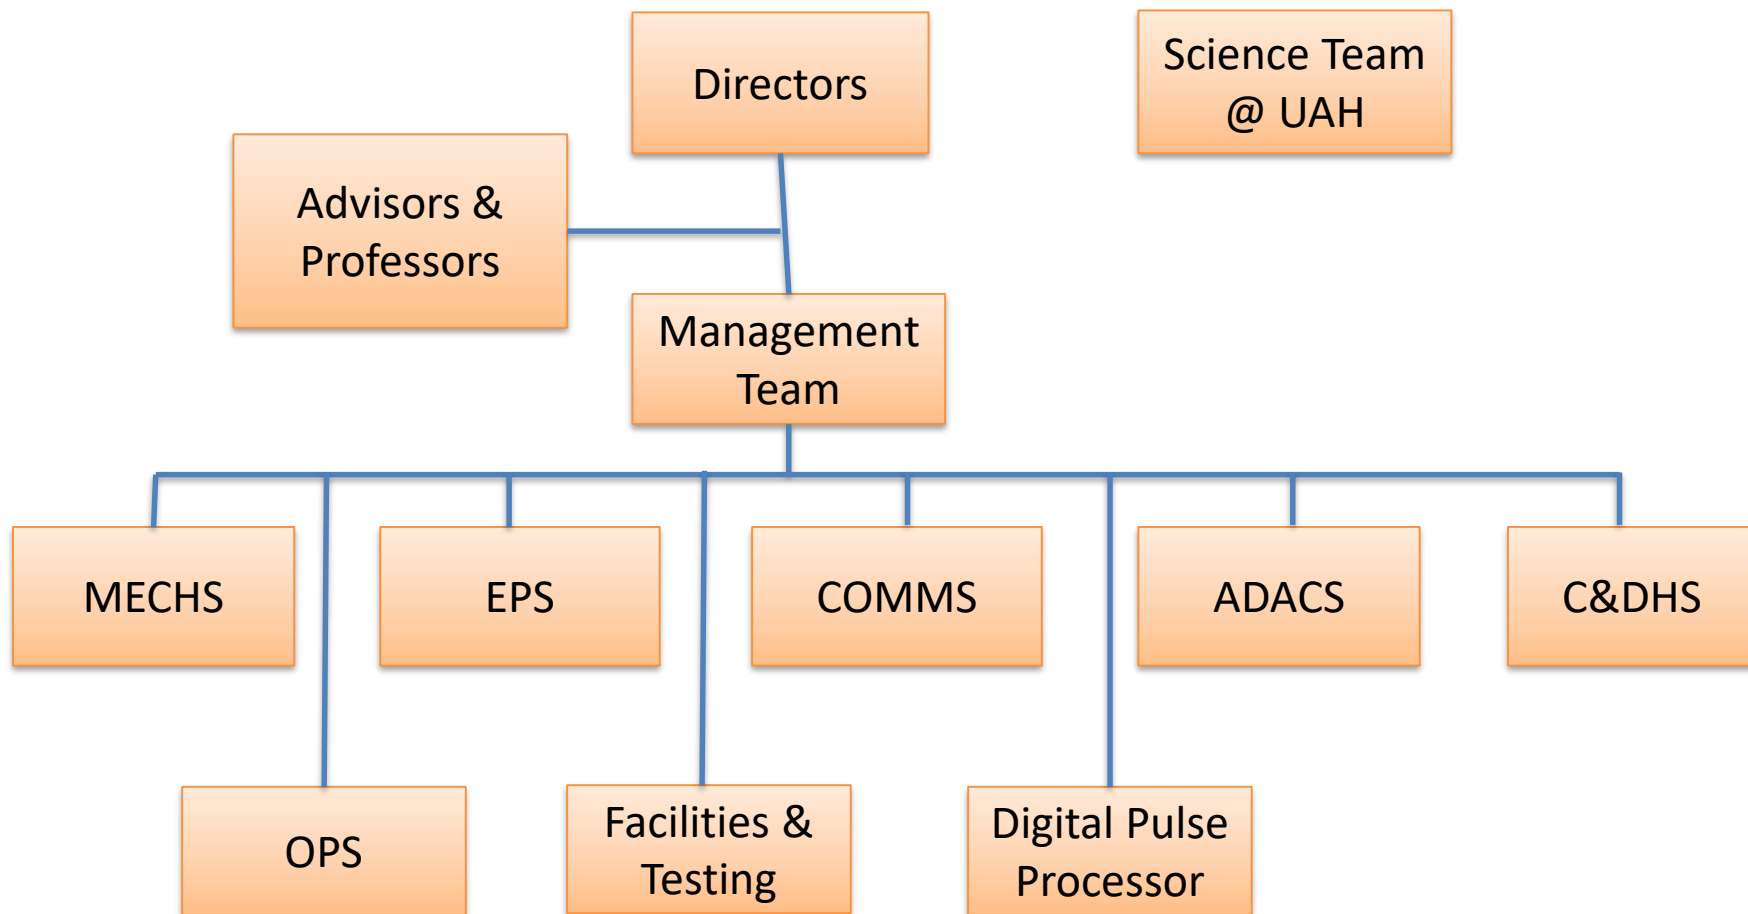 Directors
Science Team
@ UAH
Advisors &
Professors
Management
Team
MECHS
EPS
COMMS
ADACS
C&DHS
OPS
Facilities &
Testing
Digital Pulse
Processor